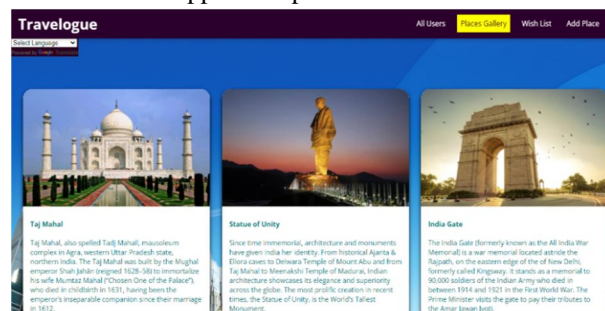 Travelogue
All Users Places Gallery Wish List Add Place
Select Language
Powered by Google Translate
Taj Mahal
Taj Mahal, also spelled Tadj Mahall, mausoleum
complex in Agra, western Uttar Pradesh state,
northern India. The Taj Mahal was built by the Mughal
emperor Shah Jahān (reigned 1628–58) to immortalize
his wife Mumtaz Mahal ("Chosen One of the Palace"),
who died in childbirth in 1631, having been the
emperor's inseparable companion since their marriage
in 1612.
Statue of Unity
Since time immemorial, architecture and monuments
have given India her identity. From historical Ajanta &
Ellora caves to Delwara Temple of Mount Abu and from
Taj Mahal to Meenakshi Temple of Madurai, Indian
architecture showcases its elegance and superiority
across the globe. The most prolific creation in recent
times, the Statue of Unity, is the World's Tallest
Monument.
India Gate
The India Gate (formerly known as the All India War
Memorial) is a war memorial located astride the
Rajpath, on the eastern edge of the of New Delhi,
formerly called Kingsway. It stands as a memorial to
90,000 soldiers of the Indian Army who died in
between 1914 and 1921 in the First World War. The
Prime Minister visits the gate to pay their tributes to
the Amar Jawan Jyoti.